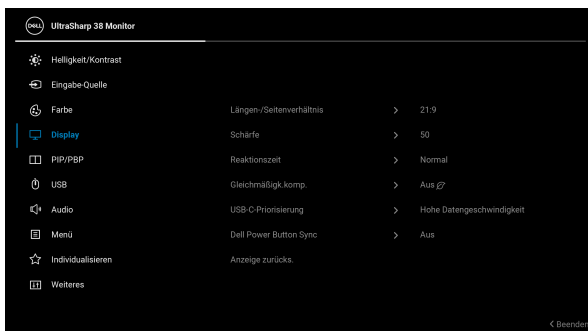 DELL UltraSharp 38 Monitor
Helligkeit/Kontrast
Eingabe-Quelle
Farbe Längen-/Seitenverhältnis > 21:9
Display Schärfe > 50
PIP/PBP Reaktionszeit > Normal
USB Gleichmäßigk.komp. > Aus
Audio USB-C-Priorisierung > Hohe Datengeschwindigkeit
Menü Dell Power Button Sync > Aus
Individualisieren Anzeige zurücks.
Weiteres
< Beenden